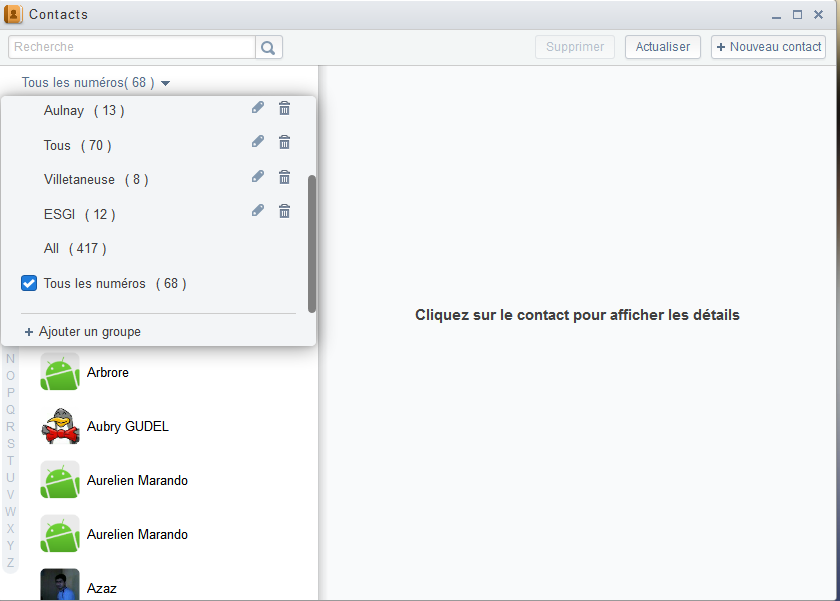 Contacts
Recherche
Supprimer
Actualiser
+ Nouveau contact
Tous les numéros( 68 )
Aulnay ( 13 )
Tous ( 70 )
Villetaneuse ( 8 )
ESGI ( 12 )
All ( 417 )
Tous les numéros ( 68 )
+ Ajouter un groupe
Cliquez sur le contact pour afficher les détails
N
O
P
Q
R
S
T
U
V
W
X
Y
Z
Arbrore
Aubry GUDEL
Aurelien Marando
Aurelien Marando
Azaz